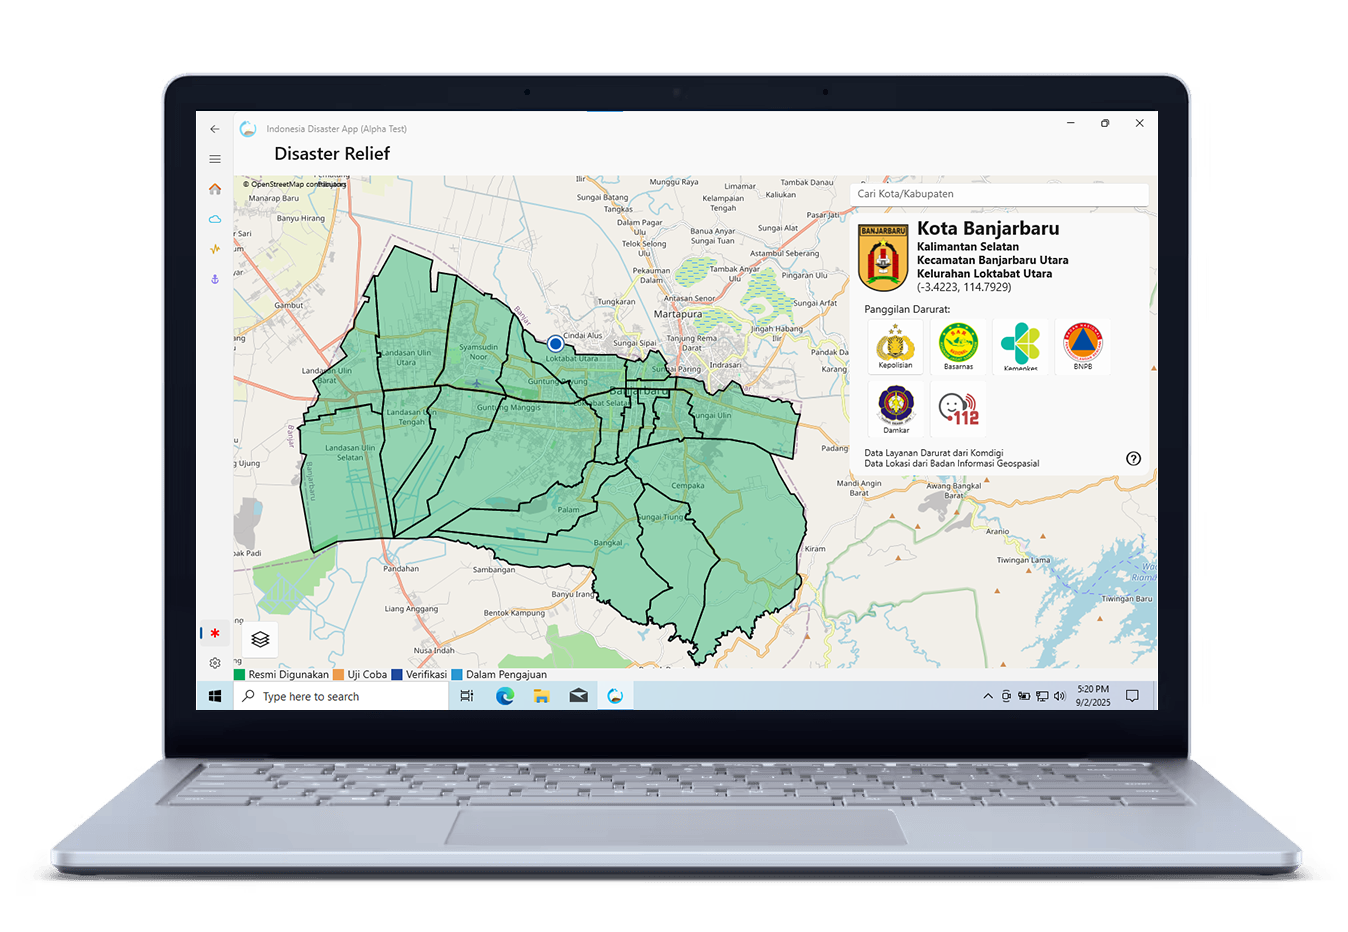 Indonesia Disaster App (Alpha Test)
Disaster Relief
© OpenStreetMap contributors
Manarap Baru
Banyu Hirang
Sari
Gambut
Landasan Ulin
Barat
Landasan Ulin
Utara
Syamsudin
Noor
Landasan Ulin
Tengah
Landasan Ulin
Selatan
Guntung Payung
Guntung Manggis
Loktabat Utara
Loktabat Selatan
Banjarbaru
Sungai Ulin
Sungai Paring
Cempaka
Palam
Sungai Tiung
Bangkal
Banjar
Banjar
Banjarbaru
Ujung
Pandahan
Sambangan
Liang Anggang
Bentok Kampung
Banyu Irang
Nusa Indah
Kiram
Ilir
Munggu Raya
Limamar
Tambak Danau
Sungai Batang
Kelampaian
Tengah
Kaliukan
Tangkas
Pasar Jati
Dalam Pagar
Ulu
Telok Selong
Banua Anyar
Sungai Tuan
Sungai Alat
Astambul Seberang
Pekauman
Dalam
Tambak Anyar
Ulu
Pingaran Ulu
Tungkaran
Antasan Senor
Sungai Arfat
Martapura
Jingah Habang
Ilir
Cindai Alus
Sungai Sipai
Tanjung Rema
Darat
Indrasari
Pandak Da
Karang
Padang
Mandi Angin
Barat
Awang Bangkal
Barat
Aranio
Tiwingan Lama
Tiwingan Baru
Riam
Cari Kota/Kabupaten
BANJARBARU
Kota Banjarbaru
Kalimantan Selatan
Kecamatan Banjarbaru Utara
Kelurahan Loktabat Utara
(-3.4223, 114.7929)
Panggilan Darurat:
Kepolisian
Basarnas
Kemenkes
BNPB
Damkar
112
Data Layanan Darurat dari Komdigi
Data Lokasi dari Badan Informasi Geospasial
Resmi Digunakan
Uji Coba
Verifikasi
Dalam Pengajuan
Type here to search
5:20 PM
9/2/2025